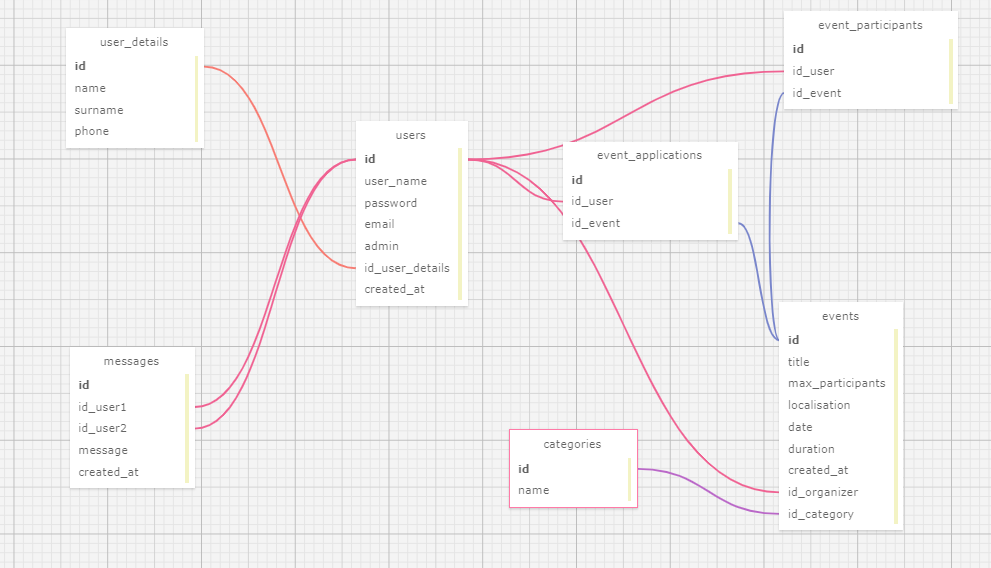 user_details
id
name
surname
phone
users
id
user_name
password
email
admin
id_user_details
created_at
event_participants
id
id_user
id_event
event_applications
id
id_user
id_event
messages
id
id_user1
id_user2
message
created_at
categories
id
name
events
id
title
max_participants
localisation
date
duration
created_at
id_organizer
id_category